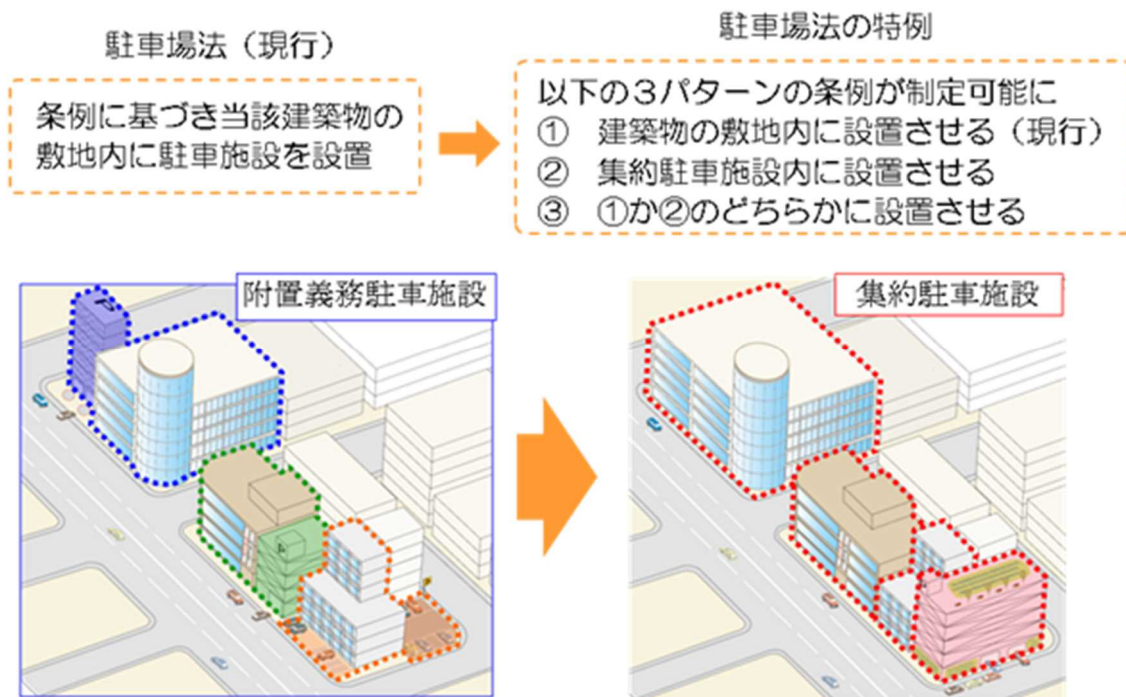 駐車場法（現行）
条例に基づき当該建築物の
敷地内に駐車施設を設置
駐車場法の特例
以下の３パターンの条例が制定可能に
①　建築物の敷地内に設置させる（現行）
②　集約駐車施設内に設置させる
③　①か②のどちらかに設置させる
附置義務駐車施設
集約駐車施設